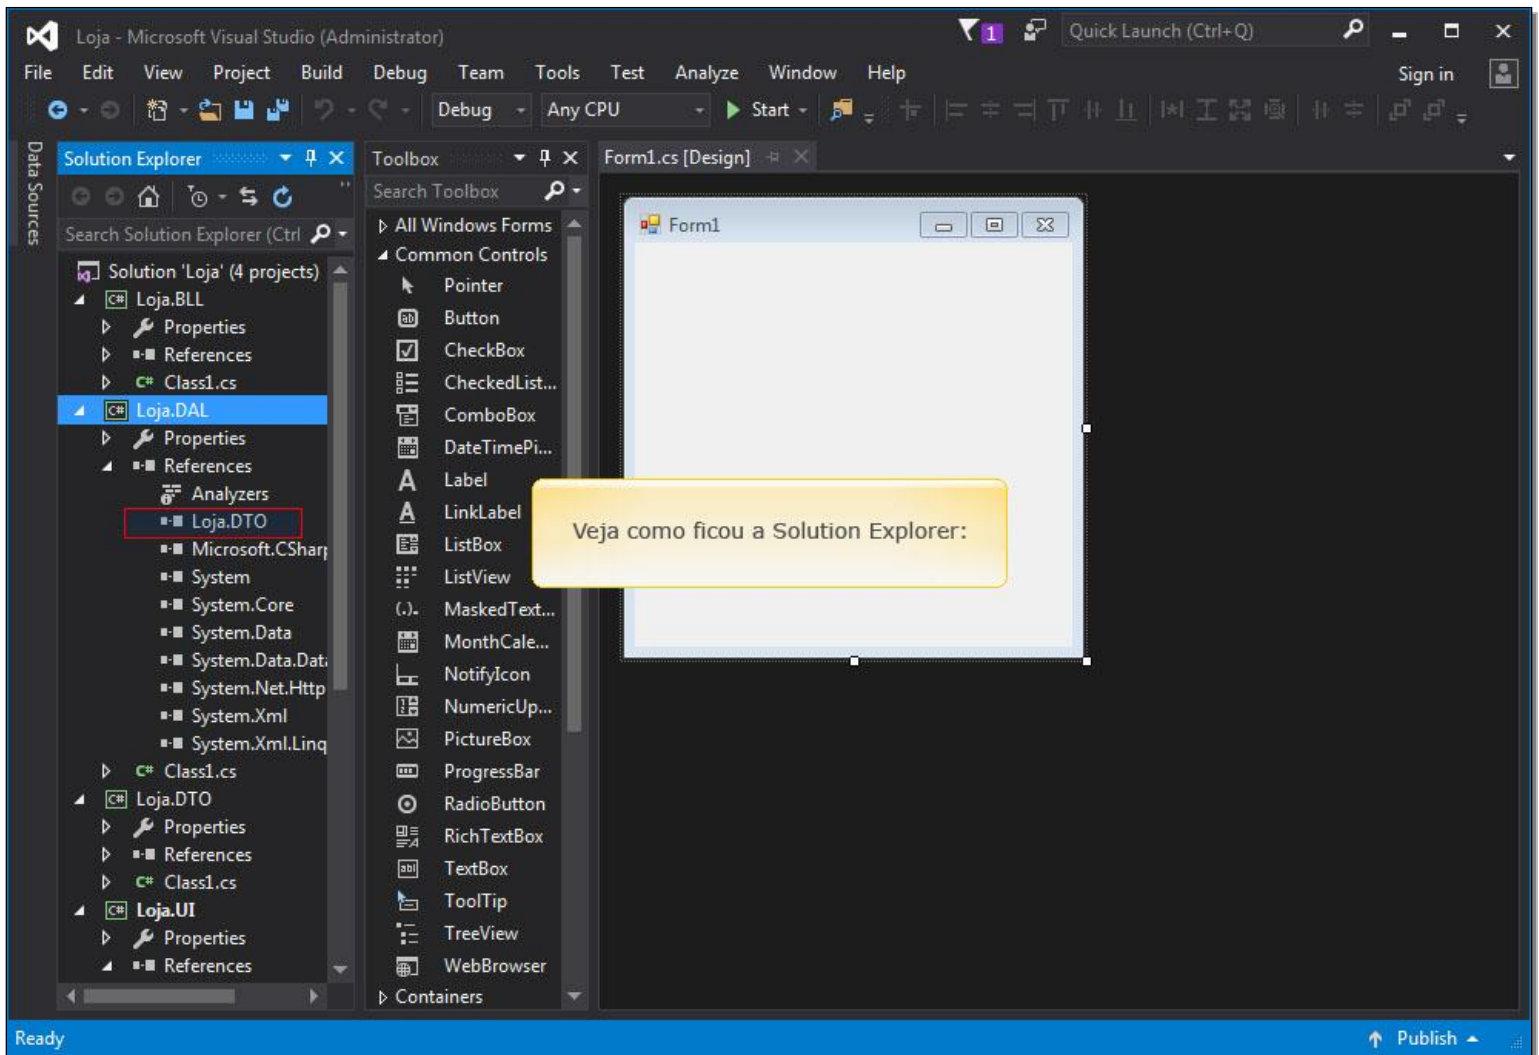 Loja - Microsoft Visual Studio (Administrator)
1
Quick Launch (Ctrl+Q)
File Edit View Project Build Debug Team Tools Test Analyze Window Help
Sign in
Debug Any CPU Start
Data Sources
Solution Explorer
Search Solution Explorer (Ctrl
Solution 'Loja' (4 projects)
C# Loja.BLL
Properties
References
C# Class1.cs
C# Loja.DAL
Properties
References
Analyzers
Loja.DTO
Microsoft.CSharp
System
System.Core
System.Data
System.Data.Data
System.Net.Http
System.Xml
System.Xml.Linq
C# Class1.cs
C# Loja.DTO
Properties
References
C# Class1.cs
C# Loja.UI
Properties
References
Toolbox
Search Toolbox
All Windows Forms
Common Controls
Pointer
Button
CheckBox
CheckedList...
ComboBox
DateTimePi...
Label
LinkLabel
ListBox
ListView
MaskedText...
MonthCale...
NotifyIcon
NumericUp...
PictureBox
ProgressBar
RadioButton
RichTextBox
TextBox
ToolTip
TreeView
WebBrowser
Containers
Form1.cs [Design]
Form1
Veja como ficou a Solution Explorer:
Ready
Publish